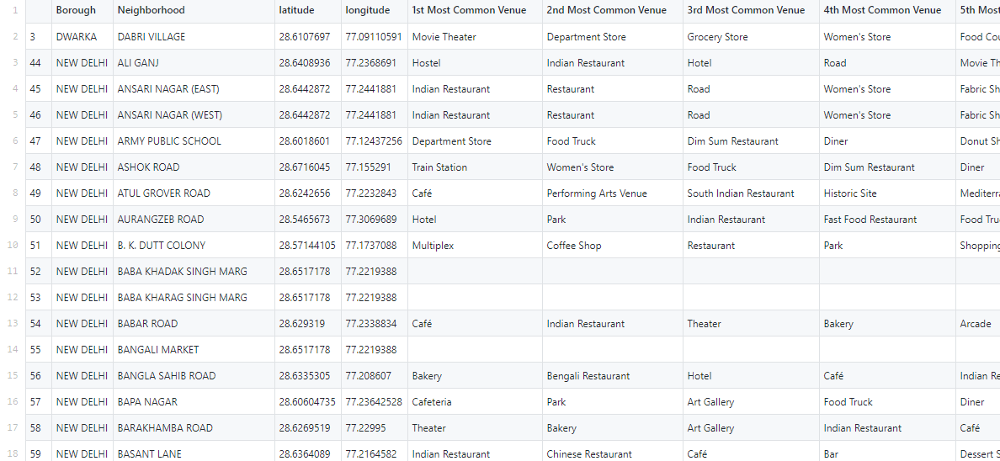 1 Borough Neighborhood latitude longitude 1st Most Common Venue 2nd Most Common Venue 3rd Most Common Venue 4th Most Common Venue 5th Most
2 3 DWARKA DABRI VILLAGE 28.6107697 77.09110591 Movie Theater Department Store Grocery Store Women's Store Food Cou
3 44 NEW DELHI ALI GANJ 28.6408936 77.2368691 Hostel Indian Restaurant Hotel Road Movie Th
4 45 NEW DELHI ANSARI NAGAR (EAST) 28.6442872 77.2441881 Indian Restaurant Restaurant Road Women's Store Fabric Sh
5 46 NEW DELHI ANSARI NAGAR (WEST) 28.6442872 77.2441881 Indian Restaurant Restaurant Road Women's Store Fabric Sh
6 47 NEW DELHI ARMY PUBLIC SCHOOL 28.6018601 77.12437256 Department Store Food Truck Dim Sum Restaurant Diner Donut Sh
7 48 NEW DELHI ASHOK ROAD 28.6716045 77.155291 Train Station Women's Store Food Truck Dim Sum Restaurant Diner
8 49 NEW DELHI ATUL GROVER ROAD 28.6242656 77.2232843 Café Performing Arts Venue South Indian Restaurant Historic Site Mediterra
9 50 NEW DELHI AURANGZEB ROAD 28.5465673 77.3069689 Hotel Park Indian Restaurant Fast Food Restaurant Food Tru
10 51 NEW DELHI B. K. DUTT COLONY 28.57144105 77.1737088 Multiplex Coffee Shop Restaurant Park Shopping
11 52 NEW DELHI BABA KHADAK SINGH MARG 28.6517178 77.2219388
12 53 NEW DELHI BABA KHARAG SINGH MARG 28.6517178 77.2219388
13 54 NEW DELHI BABAR ROAD 28.629319 77.2338834 Café Indian Restaurant Theater Bakery Arcade
14 55 NEW DELHI BANGALI MARKET 28.6517178 77.2219388
15 56 NEW DELHI BANGLA SAHIB ROAD 28.6335305 77.208607 Bakery Bengali Restaurant Hotel Café Indian Re
16 57 NEW DELHI BAPA NAGAR 28.60604735 77.23642528 Cafeteria Park Art Gallery Food Truck Diner
17 58 NEW DELHI BARAKHAMBA ROAD 28.6269519 77.22995 Theater Bakery Art Gallery Indian Restaurant Café
18 59 NEW DELHI BASANT LANE 28.6364089 77.2164582 Indian Restaurant Chinese Restaurant Café Bar Dessert S